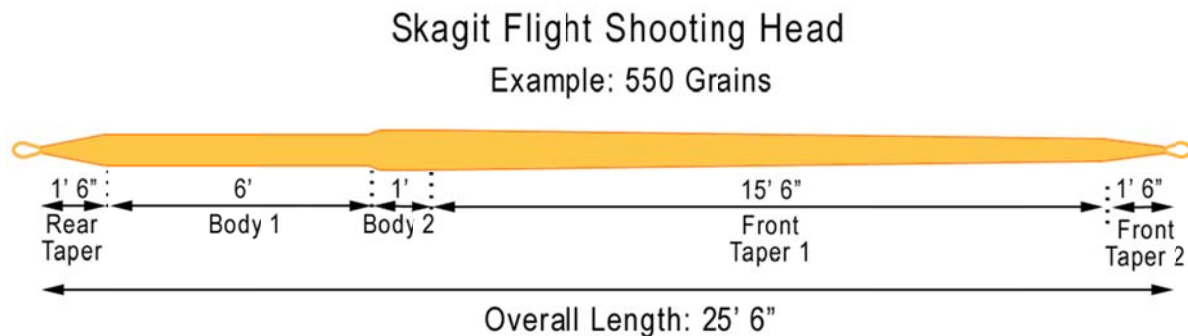 Skagit Flight Shooting Head
Example: 550 Grains
1’ 6” 6’ 1’ 15’ 6” 1’ 6”
Rear Taper Body 1 Body 2 Front Taper 1 Front Taper 2
Overall Length: 25’ 6”